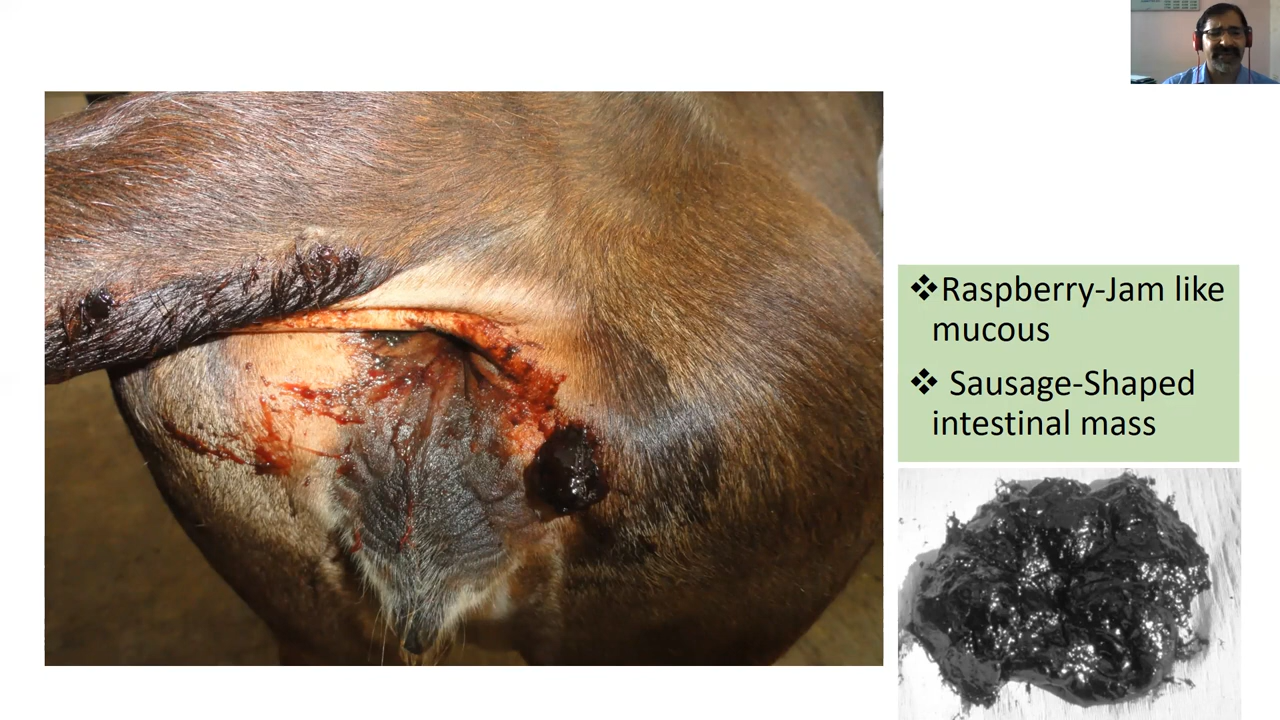 ❖Raspberry-Jam like
mucous
❖ Sausage-Shaped
intestinal mass